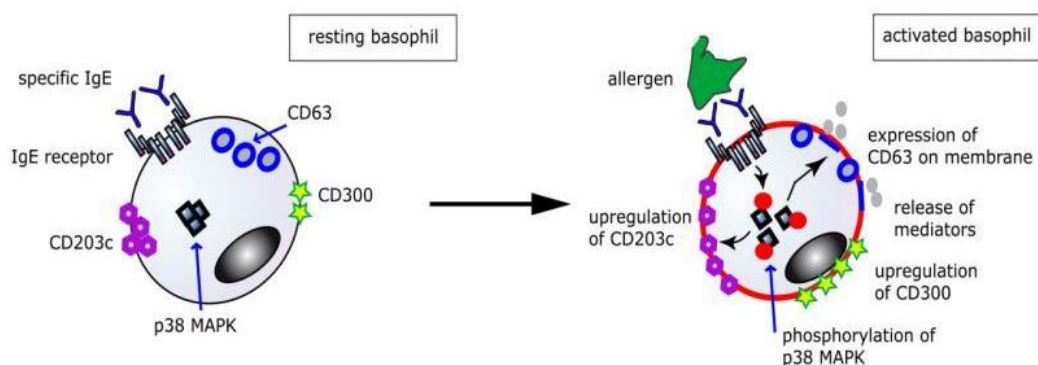 resting basophil
specific IgE
CD63
IgE receptor
CD300
CD203c
p38 MAPK
activated basophil
allergen
expression of
CD63 on membrane
upregulation
of CD203c
release of
mediators
upregulation
of CD300
phosphorylation of
p38 MAPK